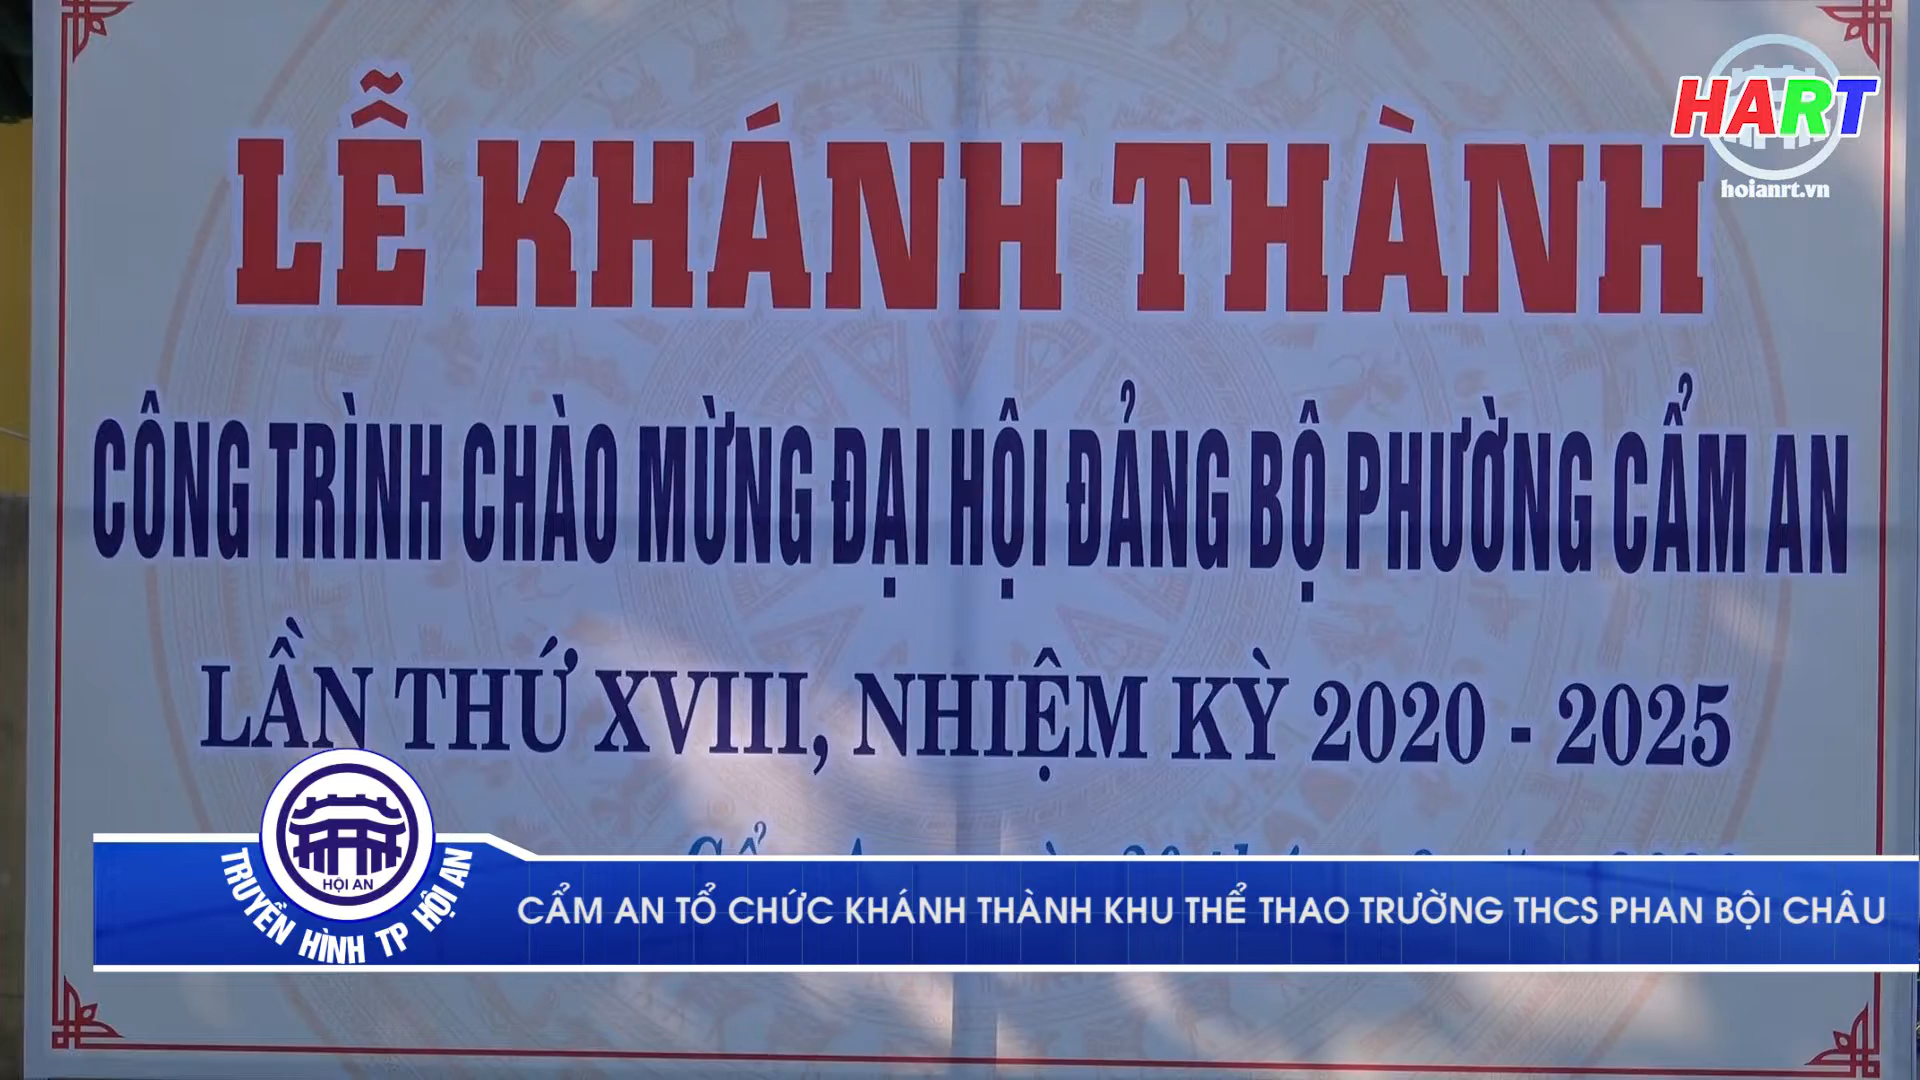 HART
hoianrt.vn
LỄ KHÁNH THÀNH
CÔNG TRÌNH CHÀO MỪNG ĐẠI HỘI ĐẢNG BỘ PHƯỜNG CẨM AN
LẦN THỨ XVIII, NHIỆM KỲ 2020 - 2025
HỘI AN
TRUYỀN HÌNH TP HỘI AN
CẨM AN TỔ CHỨC KHÁNH THÀNH KHU THỂ THAO TRƯỜNG THCS PHAN BỘI CHÂU